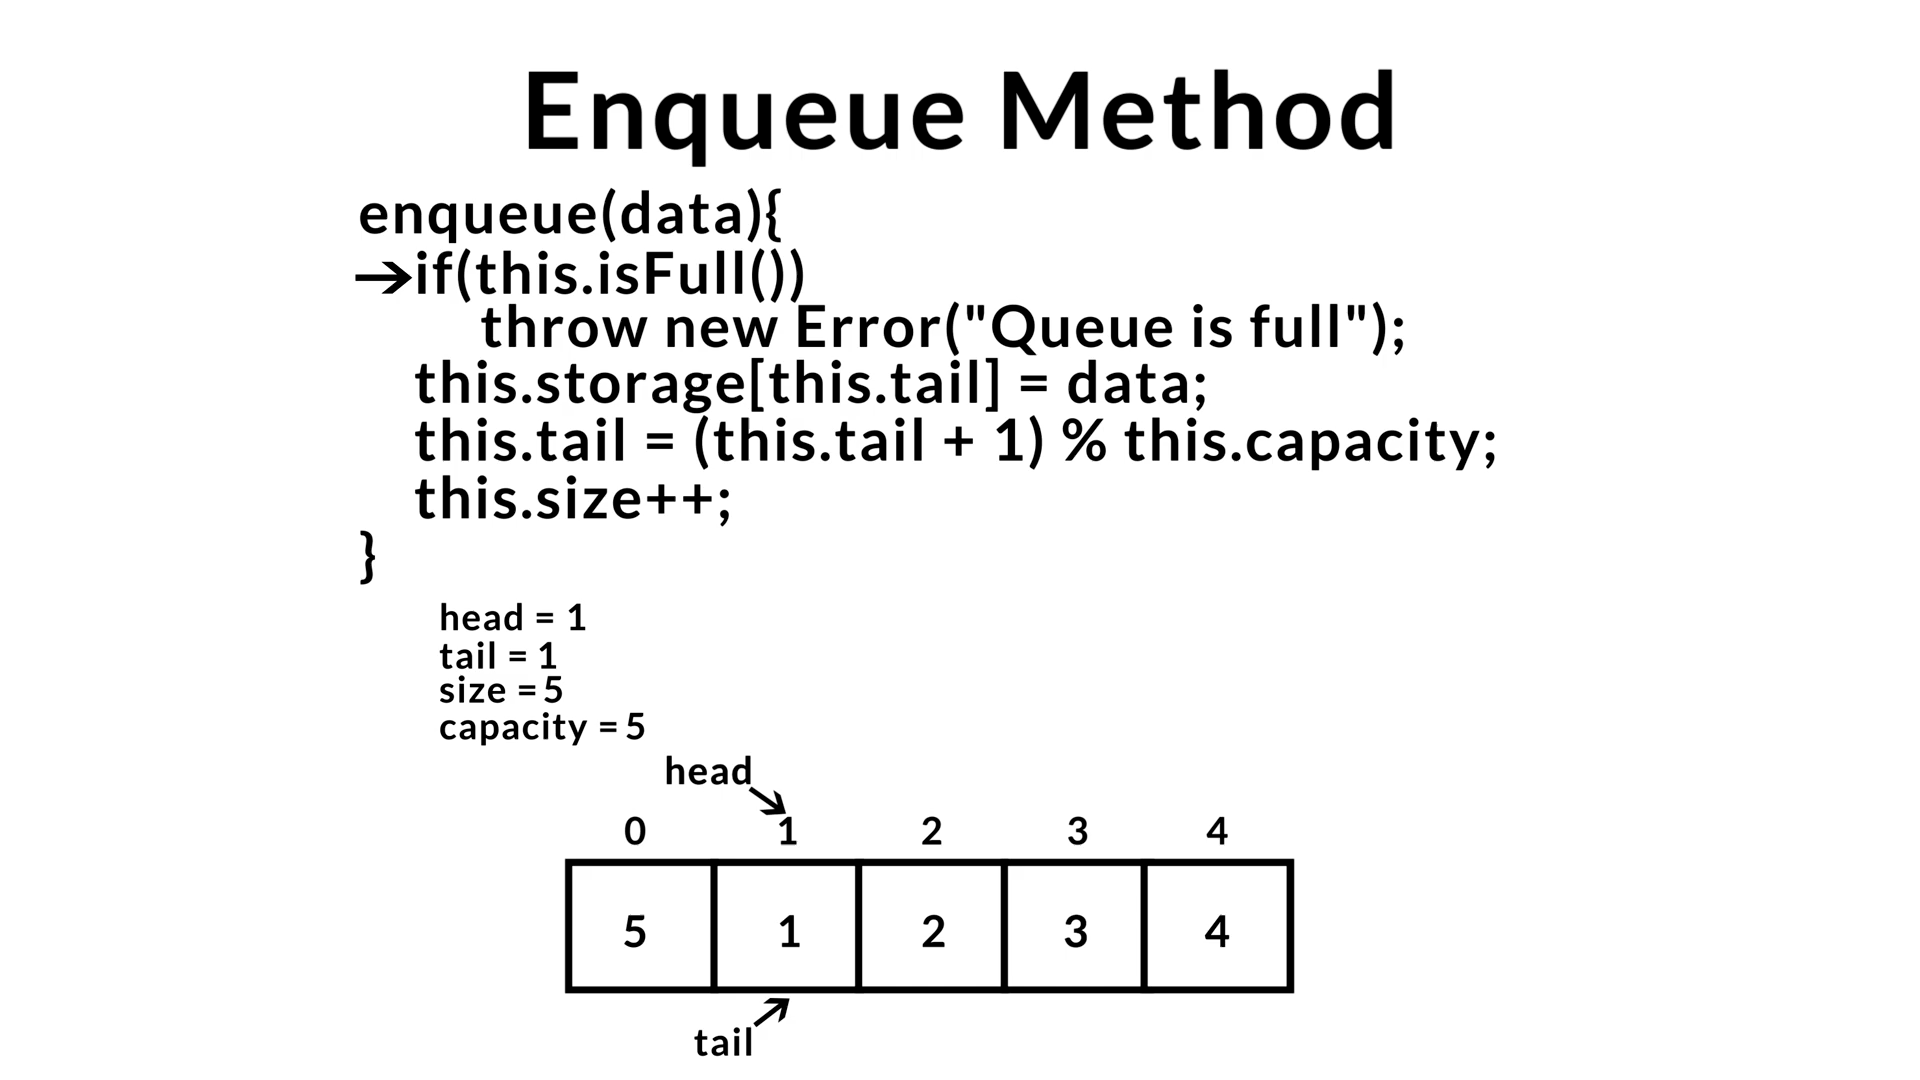 Enqueue Method
enqueue(data){
if(this.isFull())
throw new Error("Queue is full");
this.storage[this.tail] = data;
this.tail = (this.tail + 1) % this.capacity;
this.size++;
}
head = 1
tail = 1
size = 5
capacity = 5
head
0 1 2 3 4
5 1 2 3 4
tail